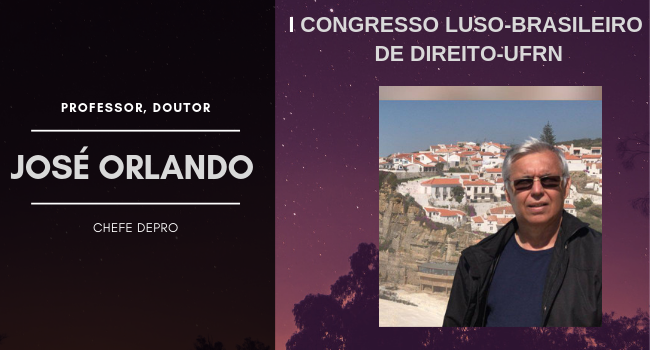 PROFESSOR, DOUTOR
JOSÉ ORLANDO
CHEFE DEPRO
I CONGRESSO LUSO-BRASILEIRO
DE DIREITO-UFRN